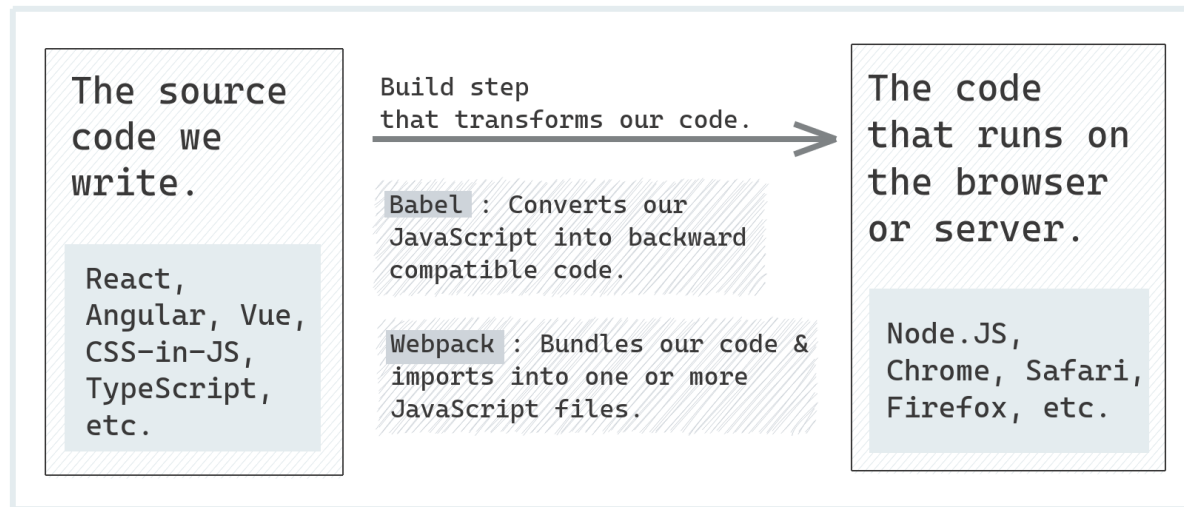 The source
code we
write.
React,
Angular, Vue,
CSS-in-JS,
TypeScript,
etc.
Build step
that transforms our code.
Babel : Converts our
JavaScript into backward
compatible code.
Webpack : Bundles our code &
imports into one or more
JavaScript files.
The code
that runs on
the browser
or server.
Node.JS,
Chrome, Safari,
Firefox, etc.